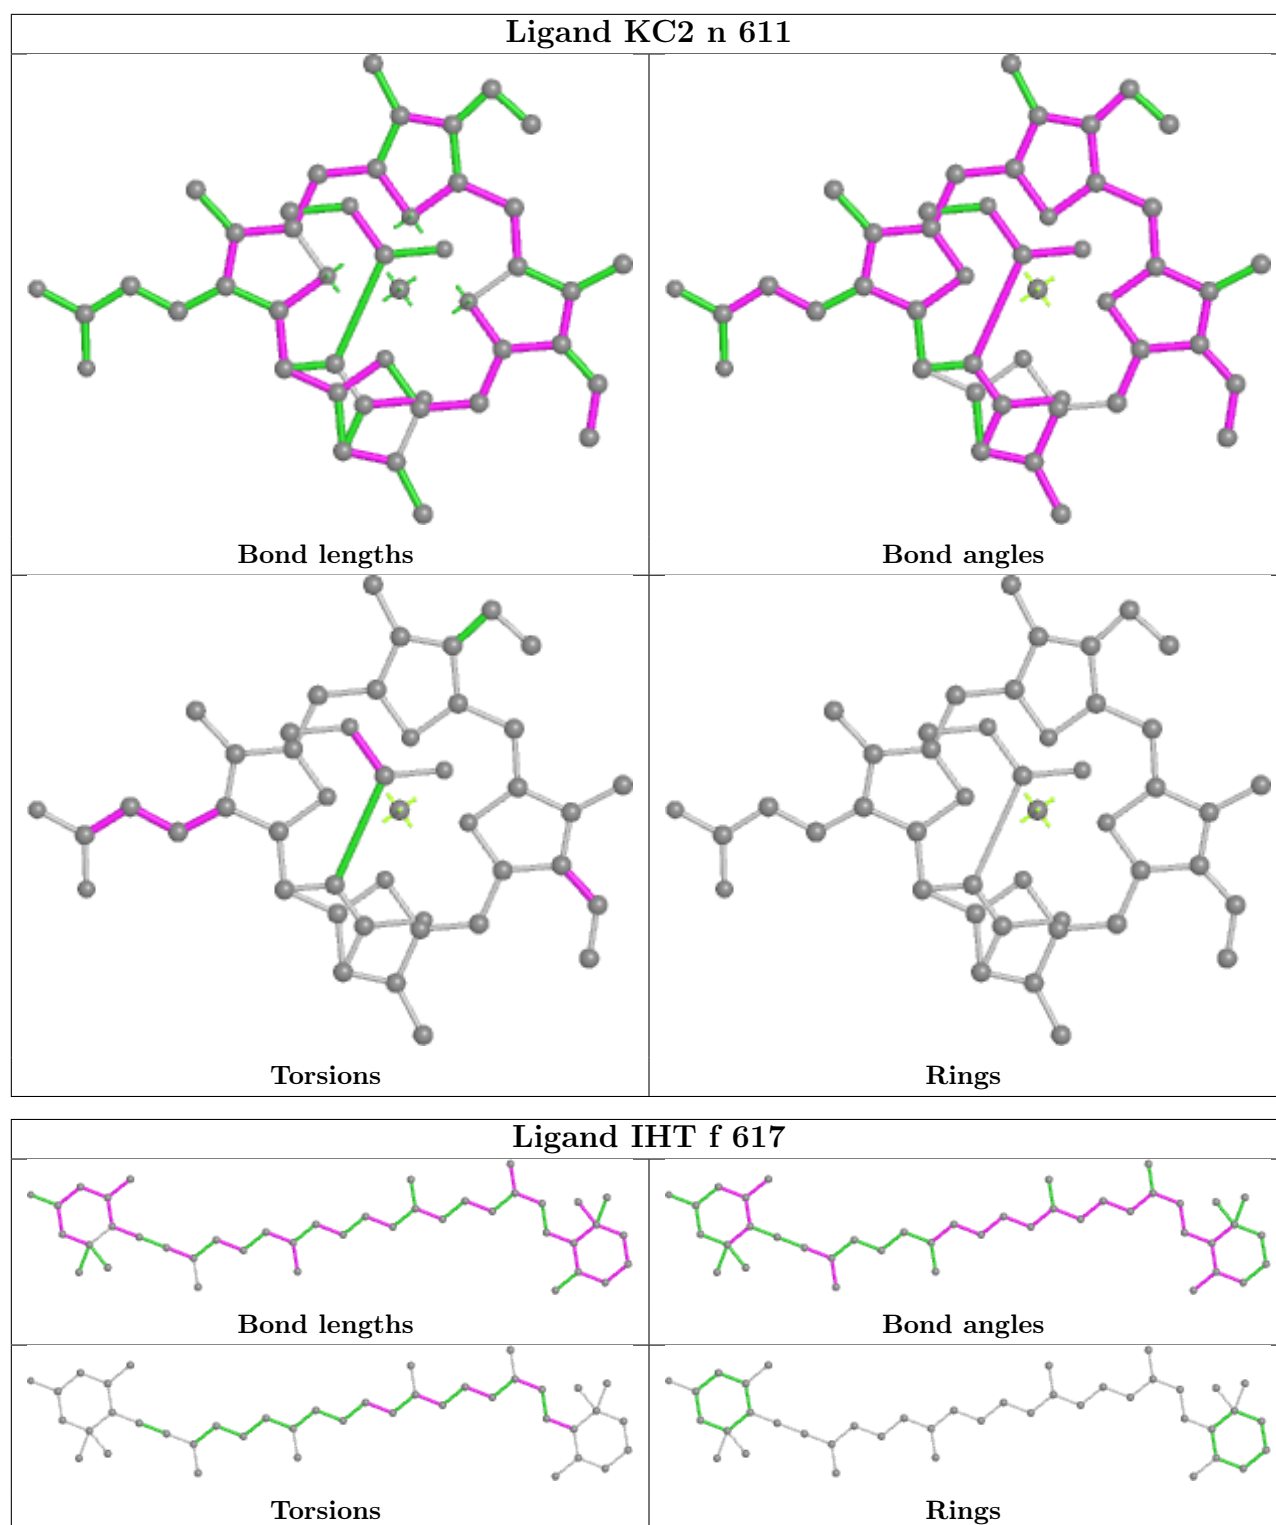 Ligand KC2 n 611
Bond lengths
Bond angles
Torsions
Rings
Ligand IHT f 617
Bond lengths
Bond angles
Torsions
Rings